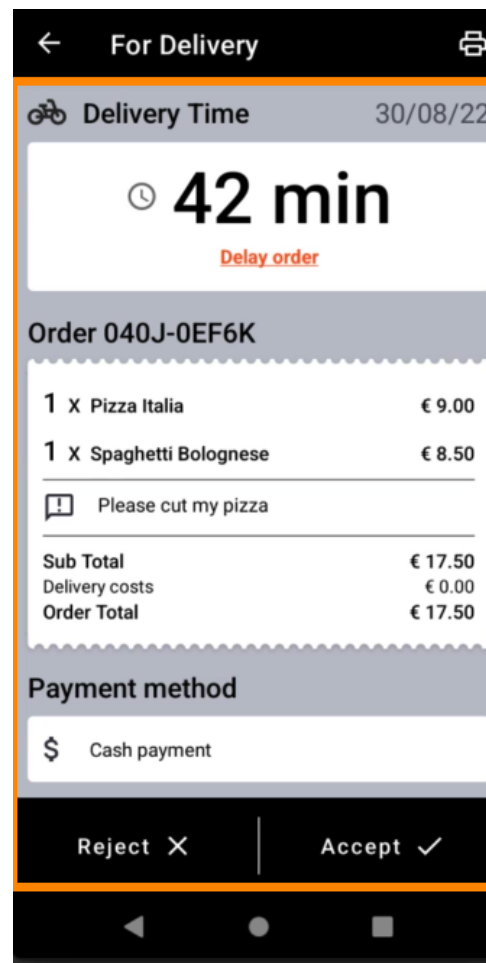 For Delivery
Delivery Time 30/08/22
42 min
Delay order
Order 040J-0EF6K
1 x Pizza Italia € 9.00
1 x Spaghetti Bolognese € 8.50
Please cut my pizza
Sub Total € 17.50
Delivery costs € 0.00
Order Total € 17.50
Payment method
$ Cash payment
Reject Accept